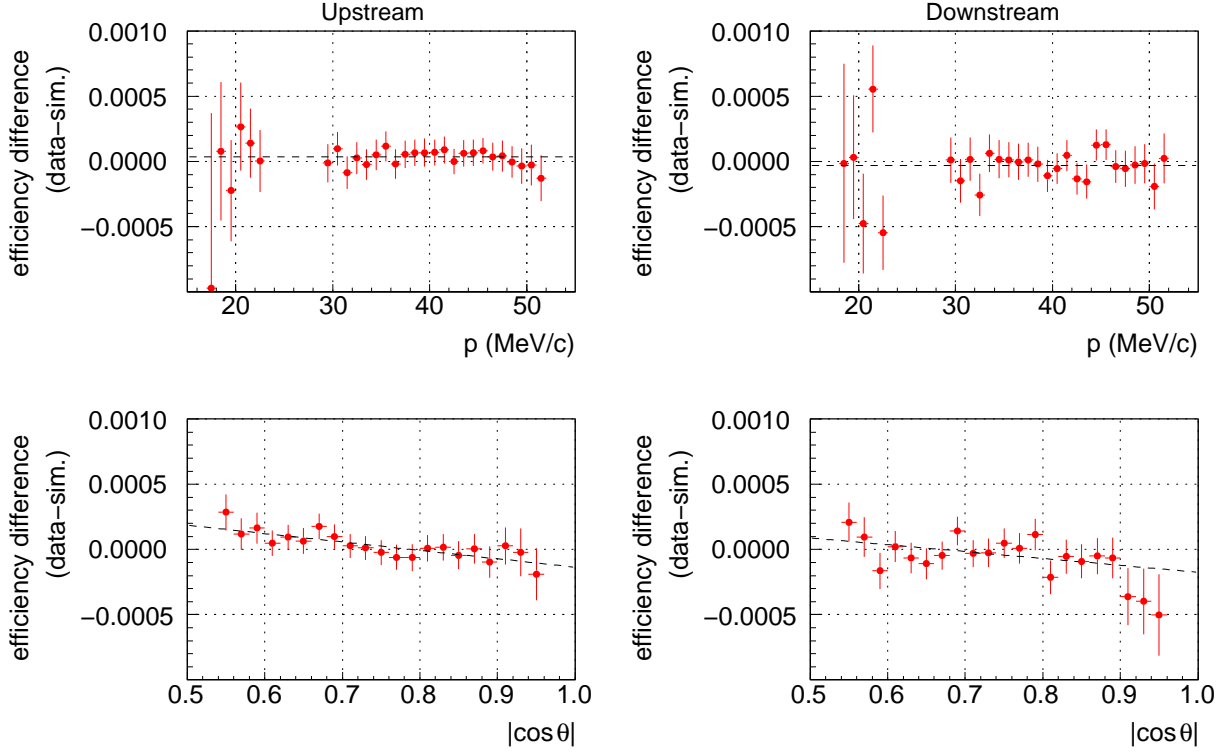 Upstream
efficiency difference
(data−sim.)
0.0010
0.0005
0.0000
−0.0005
20 30 40 50
p (MeV/c)
Downstream
efficiency difference
(data−sim.)
0.0010
0.0005
0.0000
−0.0005
20 30 40 50
p (MeV/c)
efficiency difference
(data−sim.)
0.0010
0.0005
0.0000
−0.0005
0.5 0.6 0.7 0.8 0.9 1.0
|cos θ|
efficiency difference
(data−sim.)
0.0010
0.0005
0.0000
−0.0005
0.5 0.6 0.7 0.8 0.9 1.0
|cos θ|